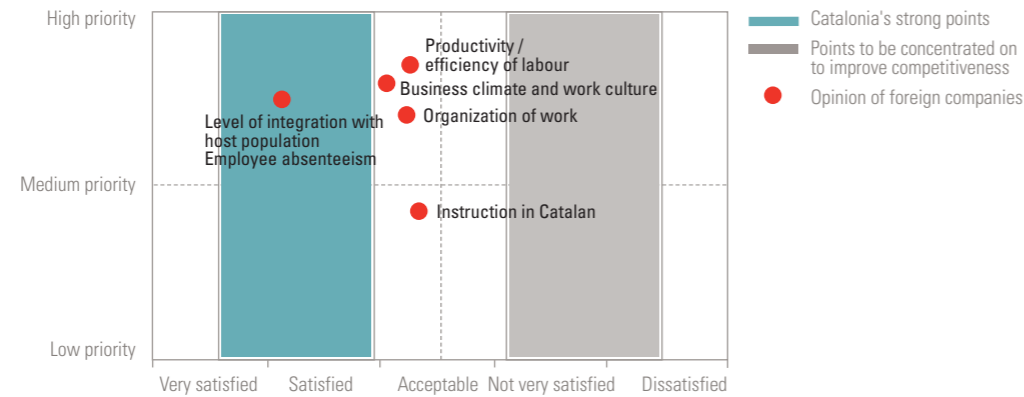 High priority
Medium priority
Low priority
Productivity /
efficiency of labour
Business climate and work culture
Organization of work
Level of integration with
host population
Employee absenteeism
Instruction in Catalan
Very satisfied
Satisfied
Acceptable
Not very satisfied
Dissatisfied
Catalonia's strong points
Points to be concentrated on
to improve competitiveness
Opinion of foreign companies